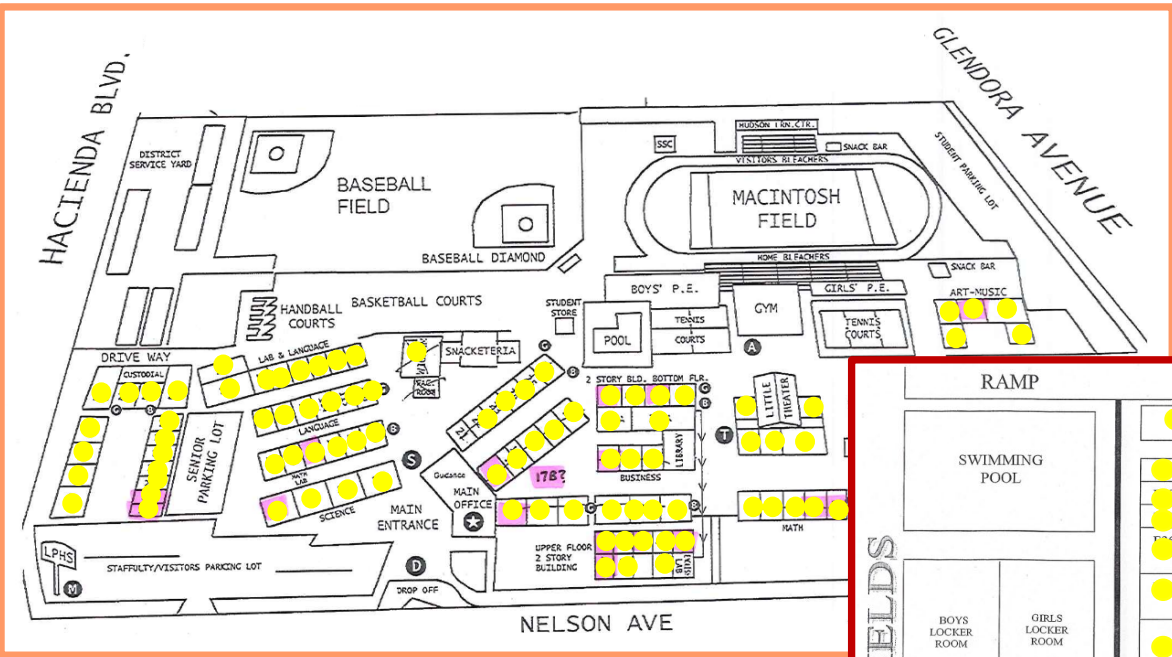 HACIENDA BLVD.
GLENDORA AVENUE
DISTRICT
SERVICE YARD
BASEBALL
FIELD
BASEBALL DIAMOND
SSC
HUDSON LRN.CTR.
SNACK BAR
VISITORS BLEACHERS
MACINTOSH
FIELD
HOME BLEACHERS
STUDENT PARKING LOT
SNACK BAR
BOYS' P.E.
GYM
GIRLS' P.E.
ART-MUSIC
HANDBALL
COURTS
BASKETBALL COURTS
STUDENT
STORE
POOL
TENNIS
COURTS
TENNIS
COURTS
A
DRIVE WAY
CUSTODIAL
LAB & LANGUAGE
SNACKETERIA
G
B
G
B
2 STORY BLD. BOTTOM FLR.
G
B
LITTLE
THEATER
T
SENIOR
PARKING LOT
G
LANGUAGE
B
MATH
LAB
S
SCIENCE
Guidance
MAIN
OFFICE
MAIN
ENTRANCE
17B?
LIBRARY
BUSINESS
G
B
MATH
UPPER FLOOR
2 STORY
BUILDING
LAB
LPHS
M
STAFFULTY/VISITORS PARKING LOT
D
DROP OFF
NELSON AVE
RAMP
SWIMMING
POOL
BOYS
LOCKER
ROOM
GIRLS
LOCKER
ROOM